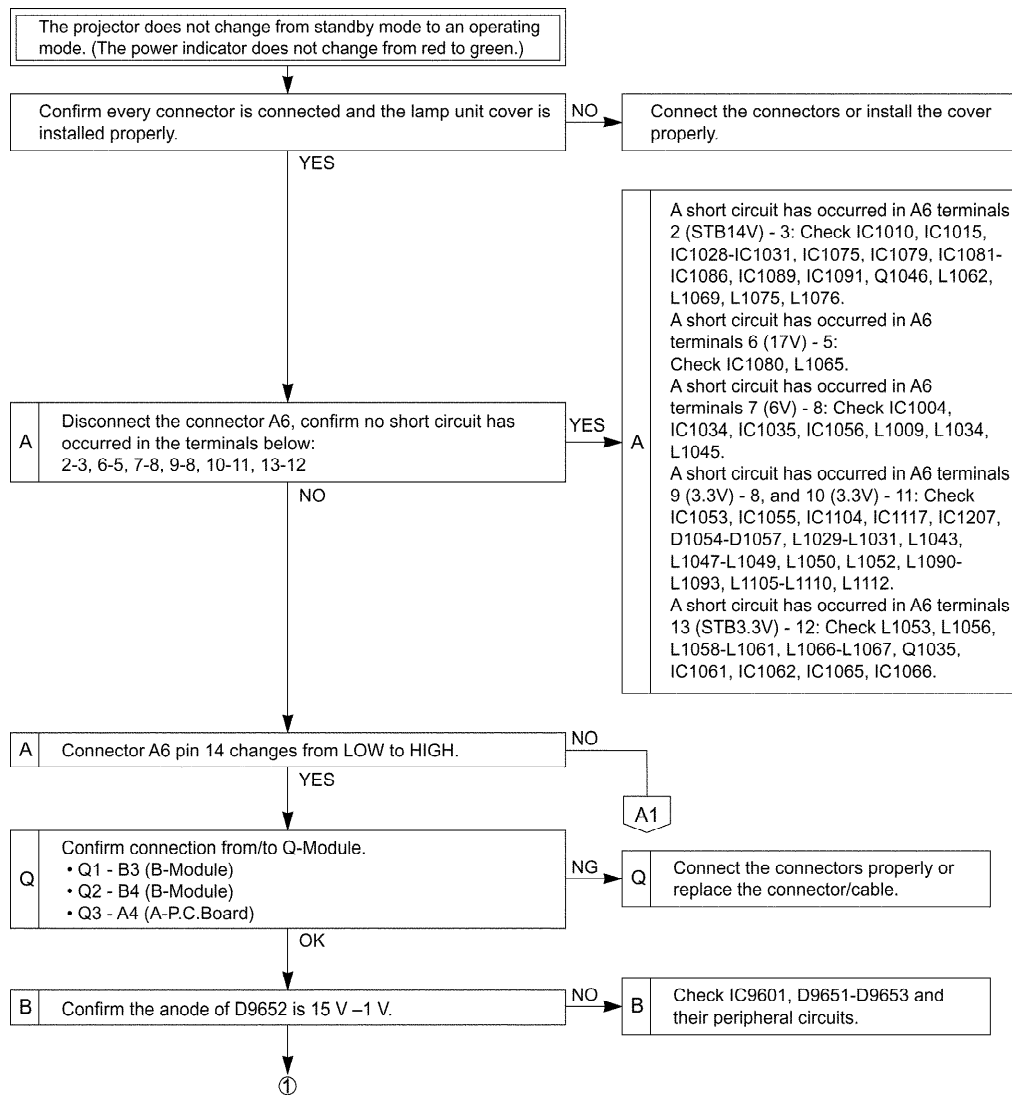 The projector does not change from standby mode to an operating
mode. (The power indicator does not change from red to green.)
Confirm every connector is connected and the lamp unit cover is
installed properly.
NO
Connect the connectors or install the cover
properly.
YES
A
Disconnect the connector A6, confirm no short circuit has
occurred in the terminals below:
2-3, 6-5, 7-8, 9-8, 10-11, 13-12
YES
A
A short circuit has occurred in A6 terminals
2 (STB14V) - 3: Check IC1010, IC1015,
IC1028-IC1031, IC1075, IC1079, IC1081-
IC1086, IC1089, IC1091, Q1046, L1062,
L1069, L1075, L1076.
A short circuit has occurred in A6
terminals 6 (17V) - 5:
Check IC1080, L1065.
A short circuit has occurred in A6
terminals 7 (6V) - 8: Check IC1004,
IC1034, IC1035, IC1056, L1009, L1034,
L1045.
A short circuit has occurred in A6 terminals
9 (3.3V) - 8, and 10 (3.3V) - 11: Check
IC1053, IC1055, IC1104, IC1117, IC1207,
D1054-D1057, L1029-L1031, L1043,
L1047-L1049, L1050, L1052, L1090-
L1093, L1105-L1110, L1112.
A short circuit has occurred in A6 terminals
13 (STB3.3V) - 12: Check L1053, L1056,
L1058-L1061, L1066-L1067, Q1035,
IC1061, IC1062, IC1065, IC1066.
NO
A
Connector A6 pin 14 changes from LOW to HIGH.
NO
A1
YES
Q
Confirm connection from/to Q-Module.
• Q1 - B3 (B-Module)
• Q2 - B4 (B-Module)
• Q3 - A4 (A-P.C.Board)
NG
Q
Connect the connectors properly or
replace the connector/cable.
OK
B
Confirm the anode of D9652 is 15 V –1 V.
NO
B
Check IC9601, D9651-D9653 and
their peripheral circuits.
①